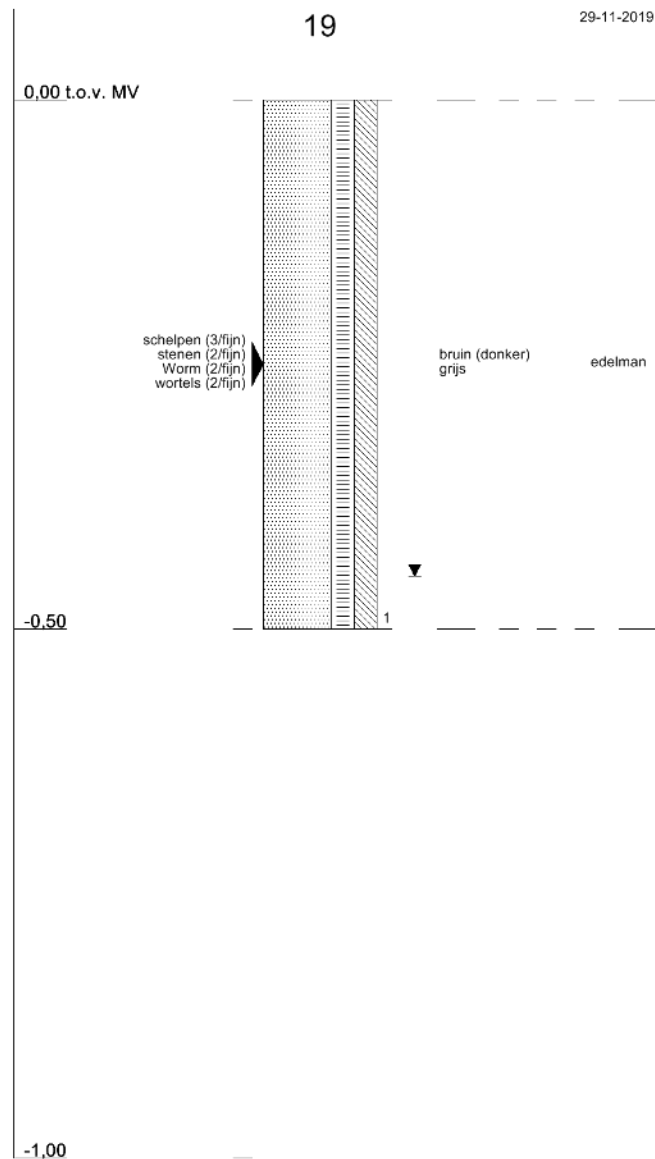 19
29-11-2019
0,00 t.o.v. MV
schelpen (3/fijn)
stenen (2/fijn)
Worm (2/fijn)
wortels (2/fijn)
bruin (donker)
grijs
edelman
1
-0,50
-1,00